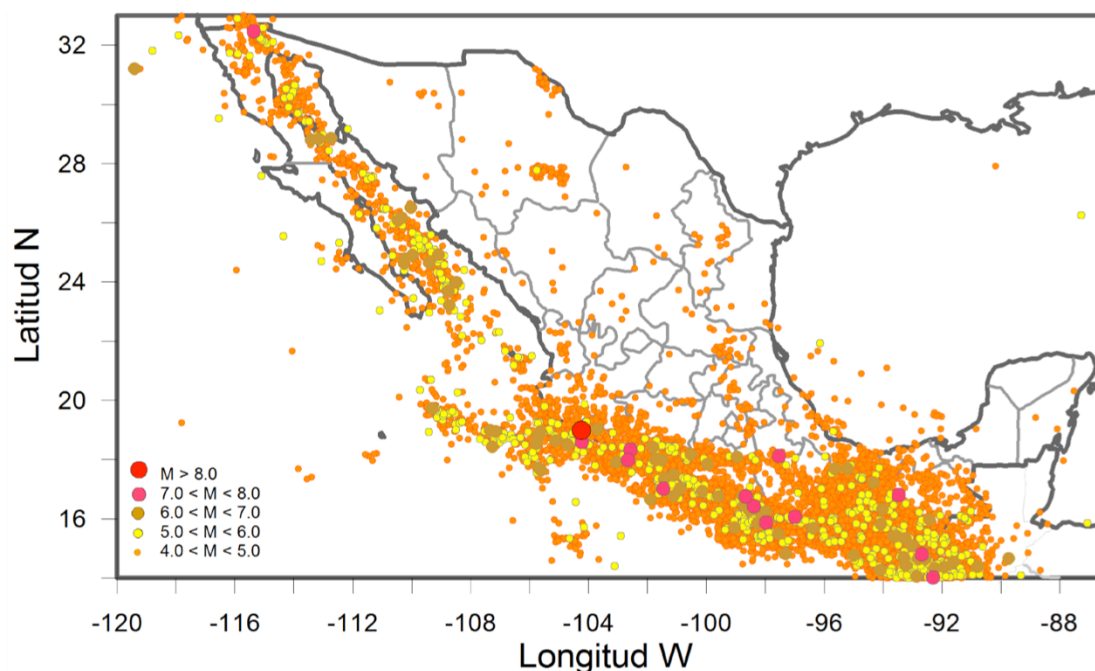 32
28
24
20
16
Latitud N
M > 8.0
7.0 < M < 8.0
6.0 < M < 7.0
5.0 < M < 6.0
4.0 < M < 5.0
-120 -116 -112 -108 -104 -100 -96 -92 -88
Longitud W